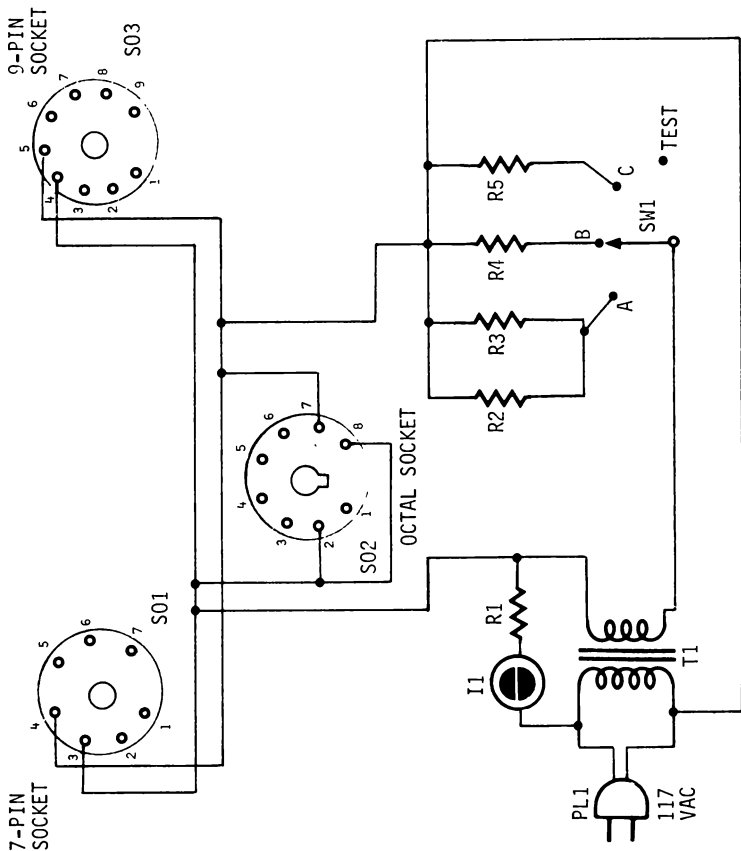 7-PIN
SOCKET
SO1
1
2
3
4
5
6
7
9-PIN
SOCKET
SO3
1
2
3
4
5
6
7
8
9
OCTAL SOCKET
SO2
1
2
3
4
5
6
7
8
PL1
117
VAC
I1
R1
T1
R2
R3
R4
R5
A
B
C
SW1
TEST